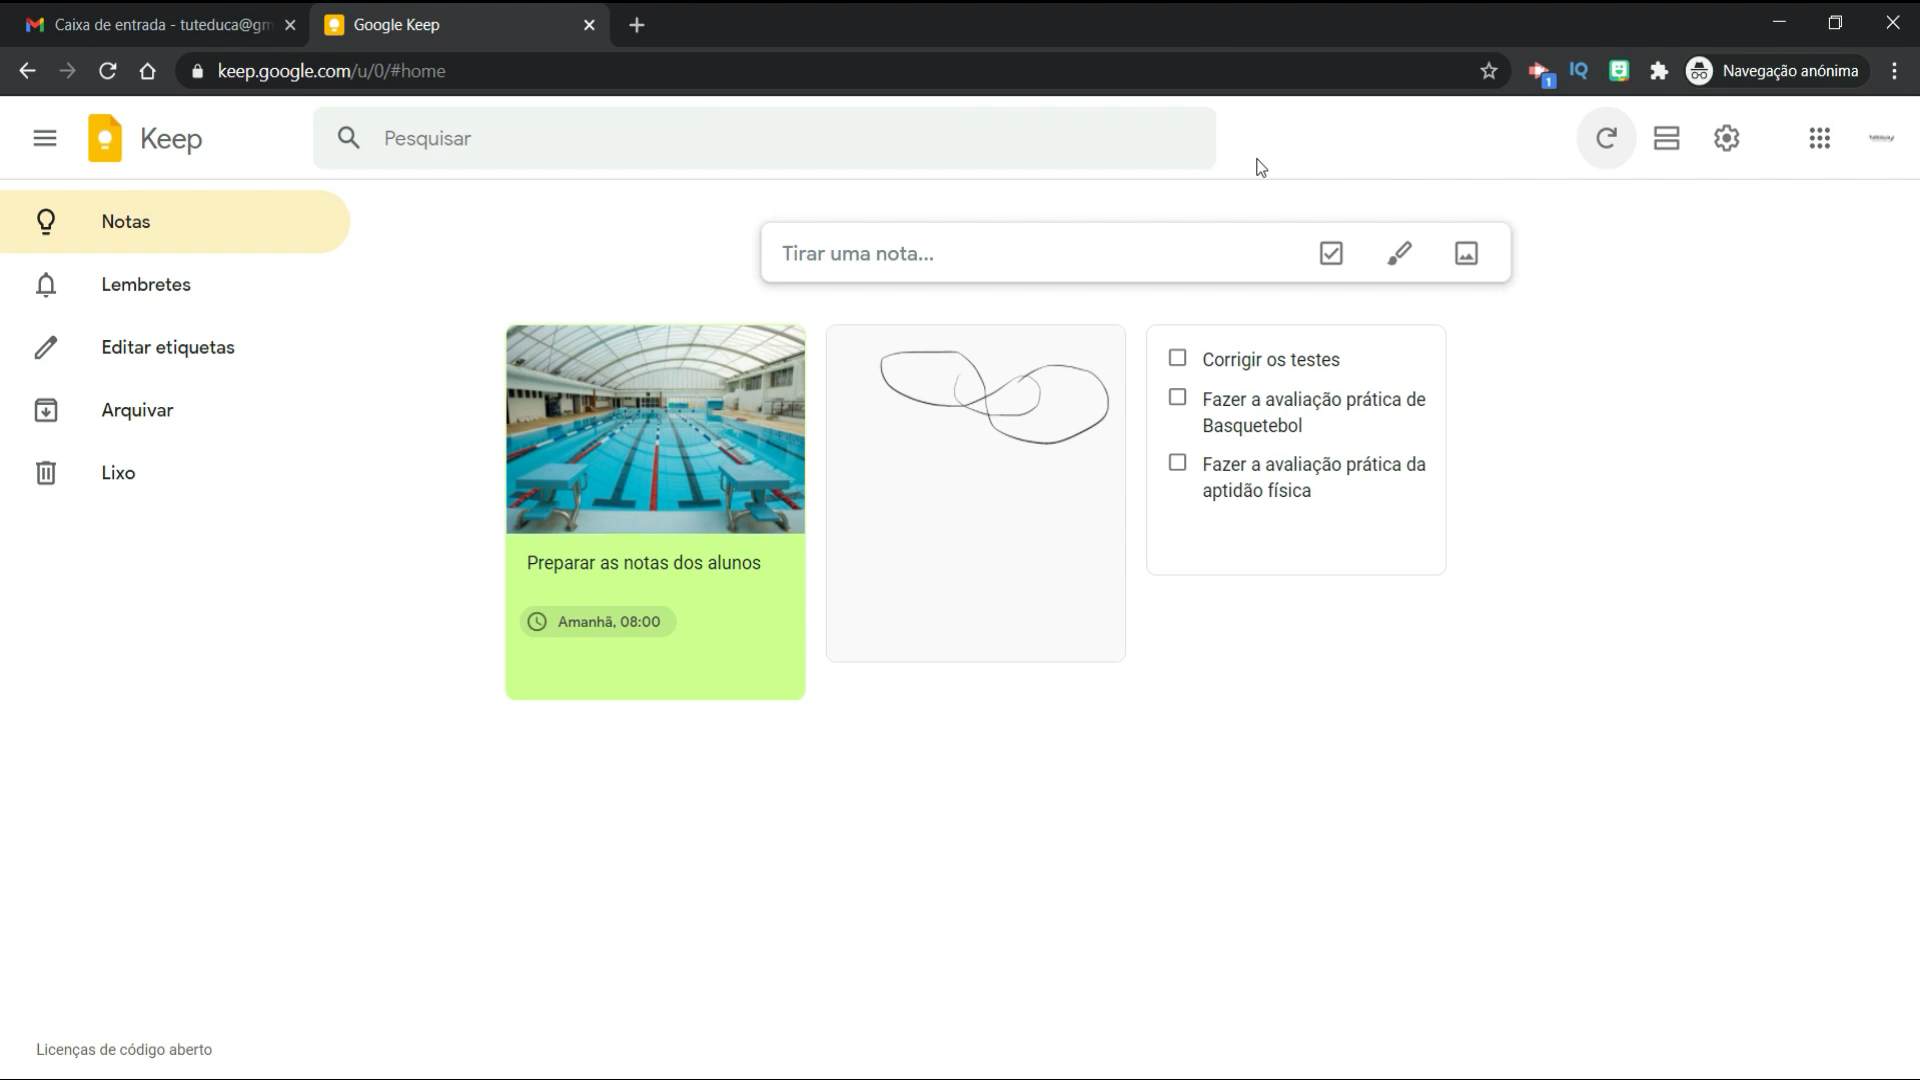 Caixa de entrada - tuteduca@gm
Google Keep
keep.google.com/u/0/#home
1
IQ
Navegação anónima
Keep
Pesquisar
Notas
Lembretes
Editar etiquetas
Arquivar
Lixo
Tirar uma nota...
Preparar as notas dos alunos
Amanhã, 08:00
Corrigir os testes
Fazer a avaliação prática de
Basquetebol
Fazer a avaliação prática da
aptidão física
Licenças de código aberto